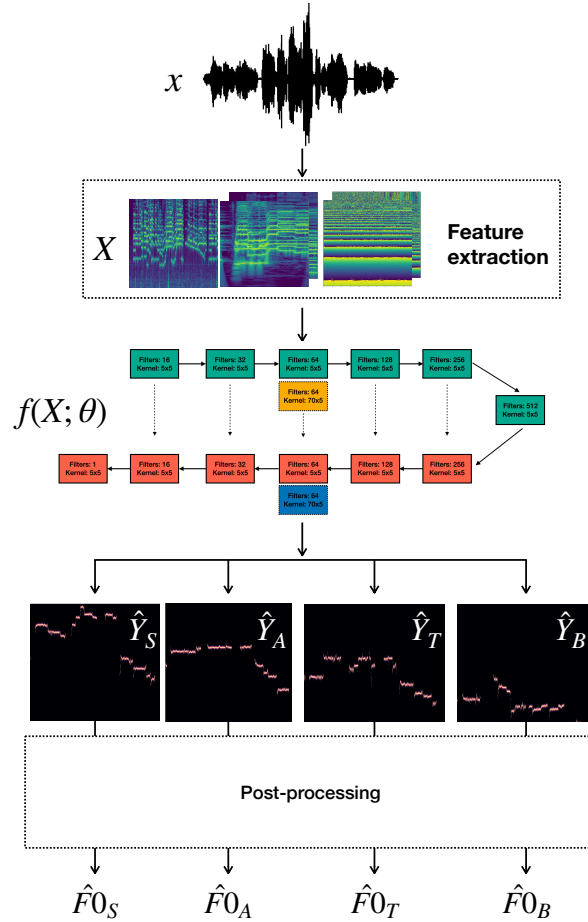 x
X
Feature
extraction
Filters: 16
Kernel: 5x5
Filters: 32
Kernel: 5x5
Filters: 64
Kernel: 5x5
Filters: 128
Kernel: 5x5
Filters: 256
Kernel: 5x5
Filters: 64
Kernel: 70x5
Filters: 512
Kernel: 5x5
f(X; θ)
Filters: 1
Kernel: 5x5
Filters: 16
Kernel: 5x5
Filters: 32
Kernel: 5x5
Filters: 64
Kernel: 5x5
Filters: 128
Kernel: 5x5
Filters: 256
Kernel: 5x5
Filters: 64
Kernel: 70x5
Ŷ_S
Ŷ_A
Ŷ_T
Ŷ_B
Post-processing
F̂0_S
F̂0_A
F̂0_T
F̂0_B